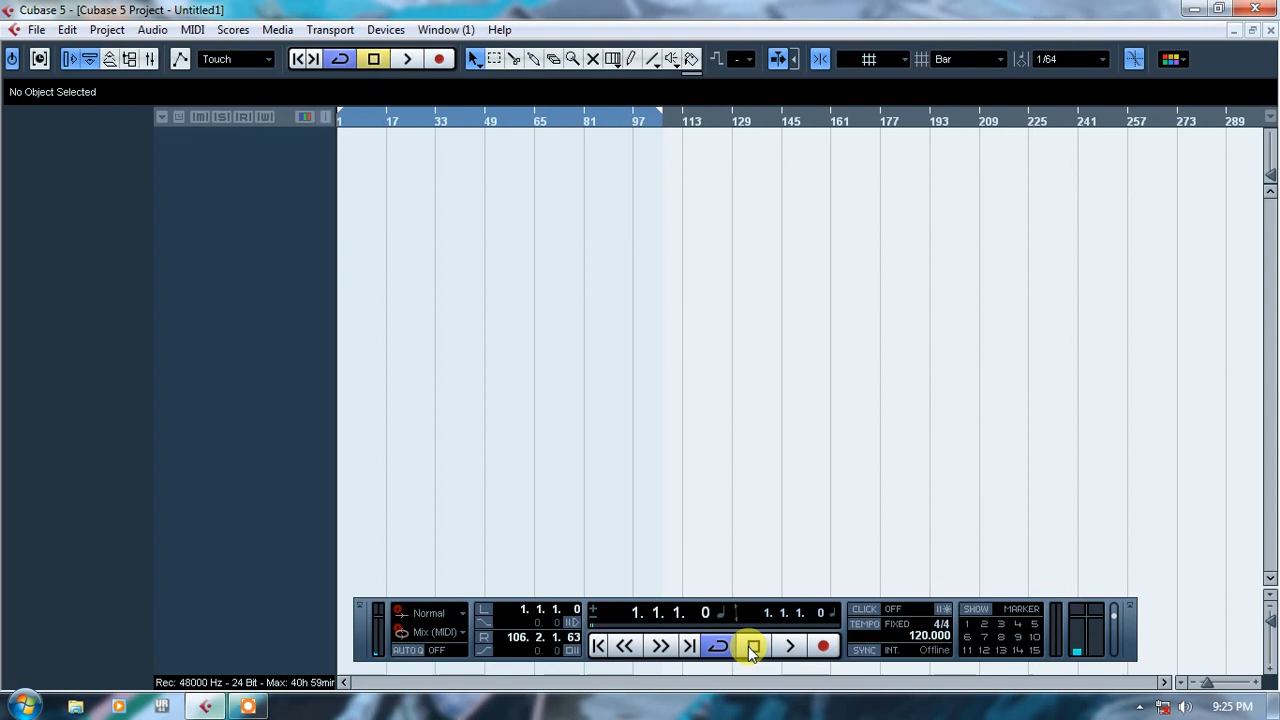 Cubase 5 - [Cubase 5 Project - Untitled1]
File Edit Project Audio MIDI Scores Media Transport Devices Window (1) Help
Touch - Bar 1/64
No Object Selected
[M] [S] [R] [W]
1 17 33 49 65 81 97 113 129 145 161 177 193 209 225 241 257 273 289
Normal L 1. 1. 1. 0 1. 1. 1. 0 1. 1. 1. 0 CLICK OFF SHOW MARKER
0. 0 TEMPO FIXED 1 2 3 4 5
4/4
Mix (MIDI) R 106. 2. 1. 63 120.000 6 7 8 9 10
AUTO Q OFF 0. 0 SYNC INT. Offline 11 12 13 14 15
Rec: 48000 Hz - 24 Bit - Max: 40h 59min
UR 9:25 PM